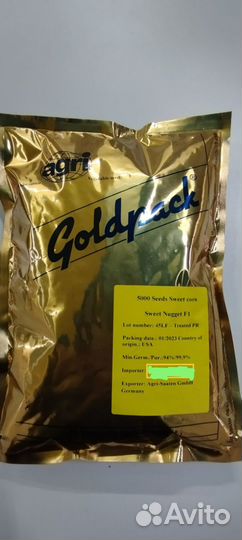 agri
Goldpack®
5000 Seeds Sweet corn
Sweet Nugget F1
Lot number: 45LF - Treated PR
Packing date.: 01/2023 Country of
origin.: USA
Min.Germ./Pur.:94%/99,9%
Importer:
Exporter: Agri-Saaten GmbH
Germany
Avito